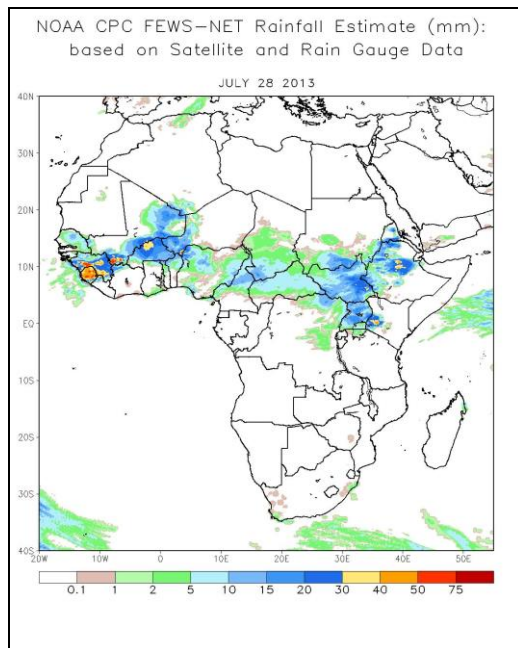 NOAA CPC FEWS-NET Rainfall Estimate (mm):
based on Satellite and Rain Gauge Data
JULY 28 2013
40N
30N
20N
10N
EQ
10S
20S
30S
40S
20W 10W 0 10E 20E 30E 40E 50E
0.1 1 2 5 10 15 20 30 40 50 75